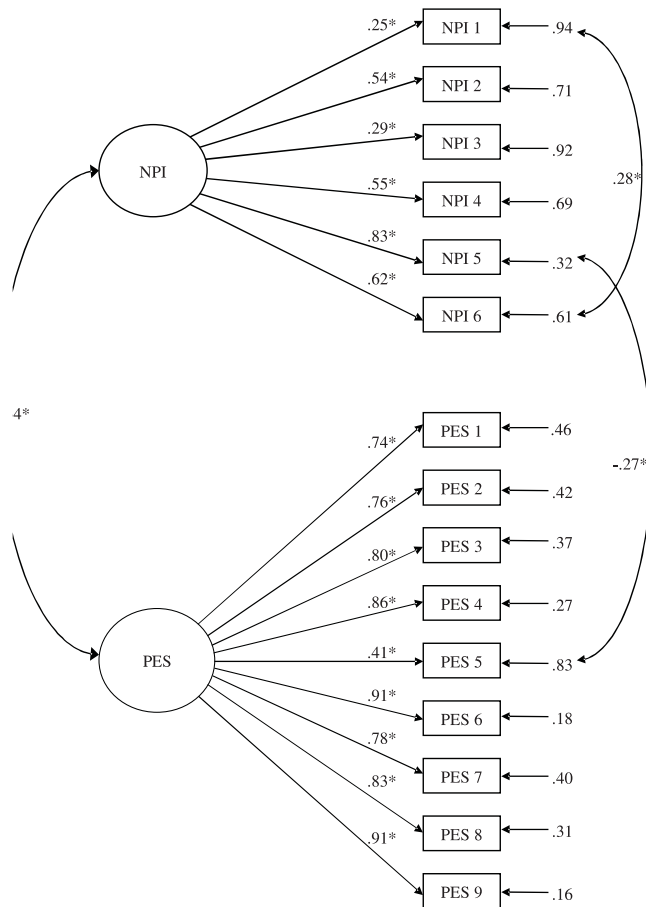 .25* NPI 1 .94
.54* NPI 2 .71
.29* NPI 3 .92
NPI
.55* NPI 4 .69
.28*
.83* NPI 5 .32
.62* NPI 6 .61
4*
.74* PES 1 .46
-.27*
.76* PES 2 .42
.80* PES 3 .37
.86* PES 4 .27
PES
.41* PES 5 .83
.91* PES 6 .18
.78* PES 7 .40
.83* PES 8 .31
.91* PES 9 .16